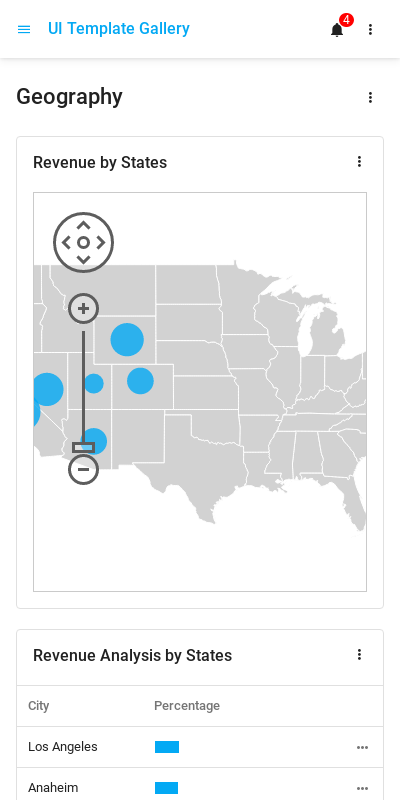 UI Template Gallery
4
Geography
Revenue by States
Revenue Analysis by States
City Percentage
Los Angeles
Anaheim